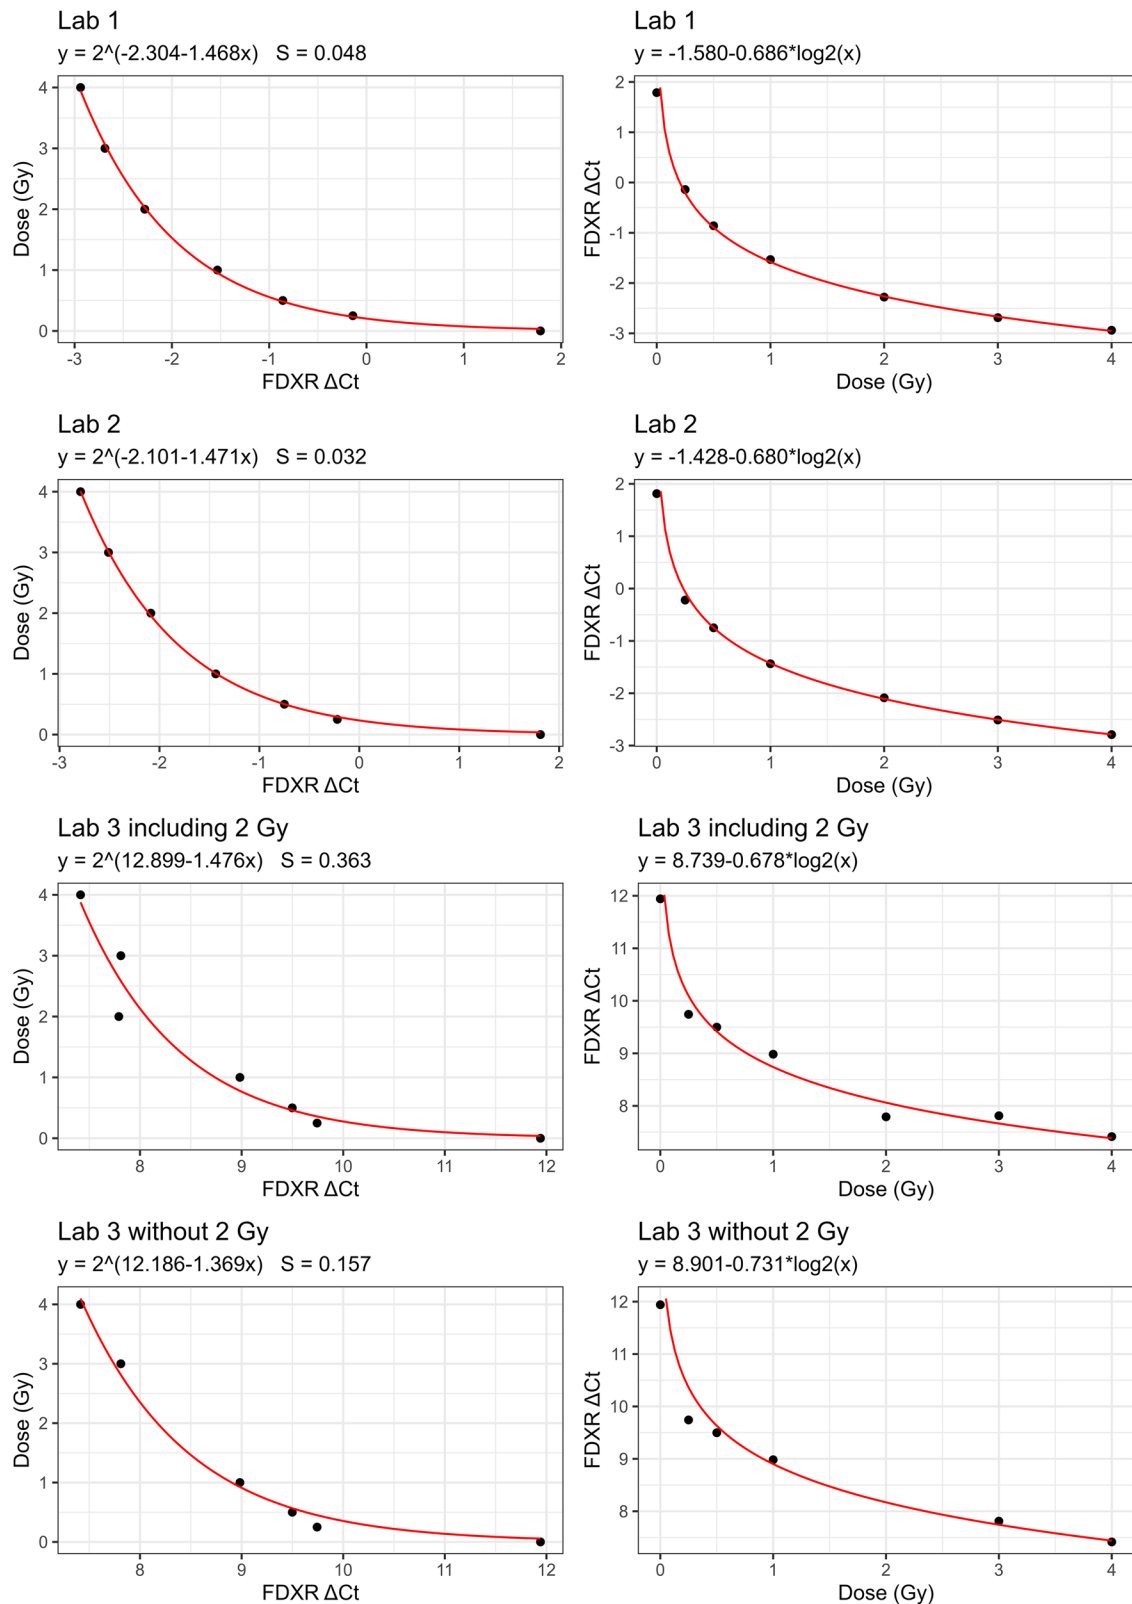 Lab 1
y = 2^(-2.304-1.468x) S = 0.048
4
3
2
1
0
Dose (Gy)
-3 -2 -1 0 1 2
FDXR ΔCt
Lab 1
y = -1.580-0.686*log2(x)
2
1
0
-1
-2
-3
FDXR ΔCt
0 1 2 3 4
Dose (Gy)
Lab 2
y = 2^(-2.101-1.471x) S = 0.032
4
3
2
1
0
Dose (Gy)
-3 -2 -1 0 1 2
FDXR ΔCt
Lab 2
y = -1.428-0.680*log2(x)
2
1
0
-1
-2
-3
FDXR ΔCt
0 1 2 3 4
Dose (Gy)
Lab 3 including 2 Gy
y = 2^(12.899-1.476x) S = 0.363
4
3
2
1
0
Dose (Gy)
8 9 10 11 12
FDXR ΔCt
Lab 3 including 2 Gy
y = 8.739-0.678*log2(x)
12
11
10
9
8
FDXR ΔCt
0 1 2 3 4
Dose (Gy)
Lab 3 without 2 Gy
y = 2^(12.186-1.369x) S = 0.157
4
3
2
1
0
Dose (Gy)
8 9 10 11 12
FDXR ΔCt
Lab 3 without 2 Gy
y = 8.901-0.731*log2(x)
12
11
10
9
8
FDXR ΔCt
0 1 2 3 4
Dose (Gy)